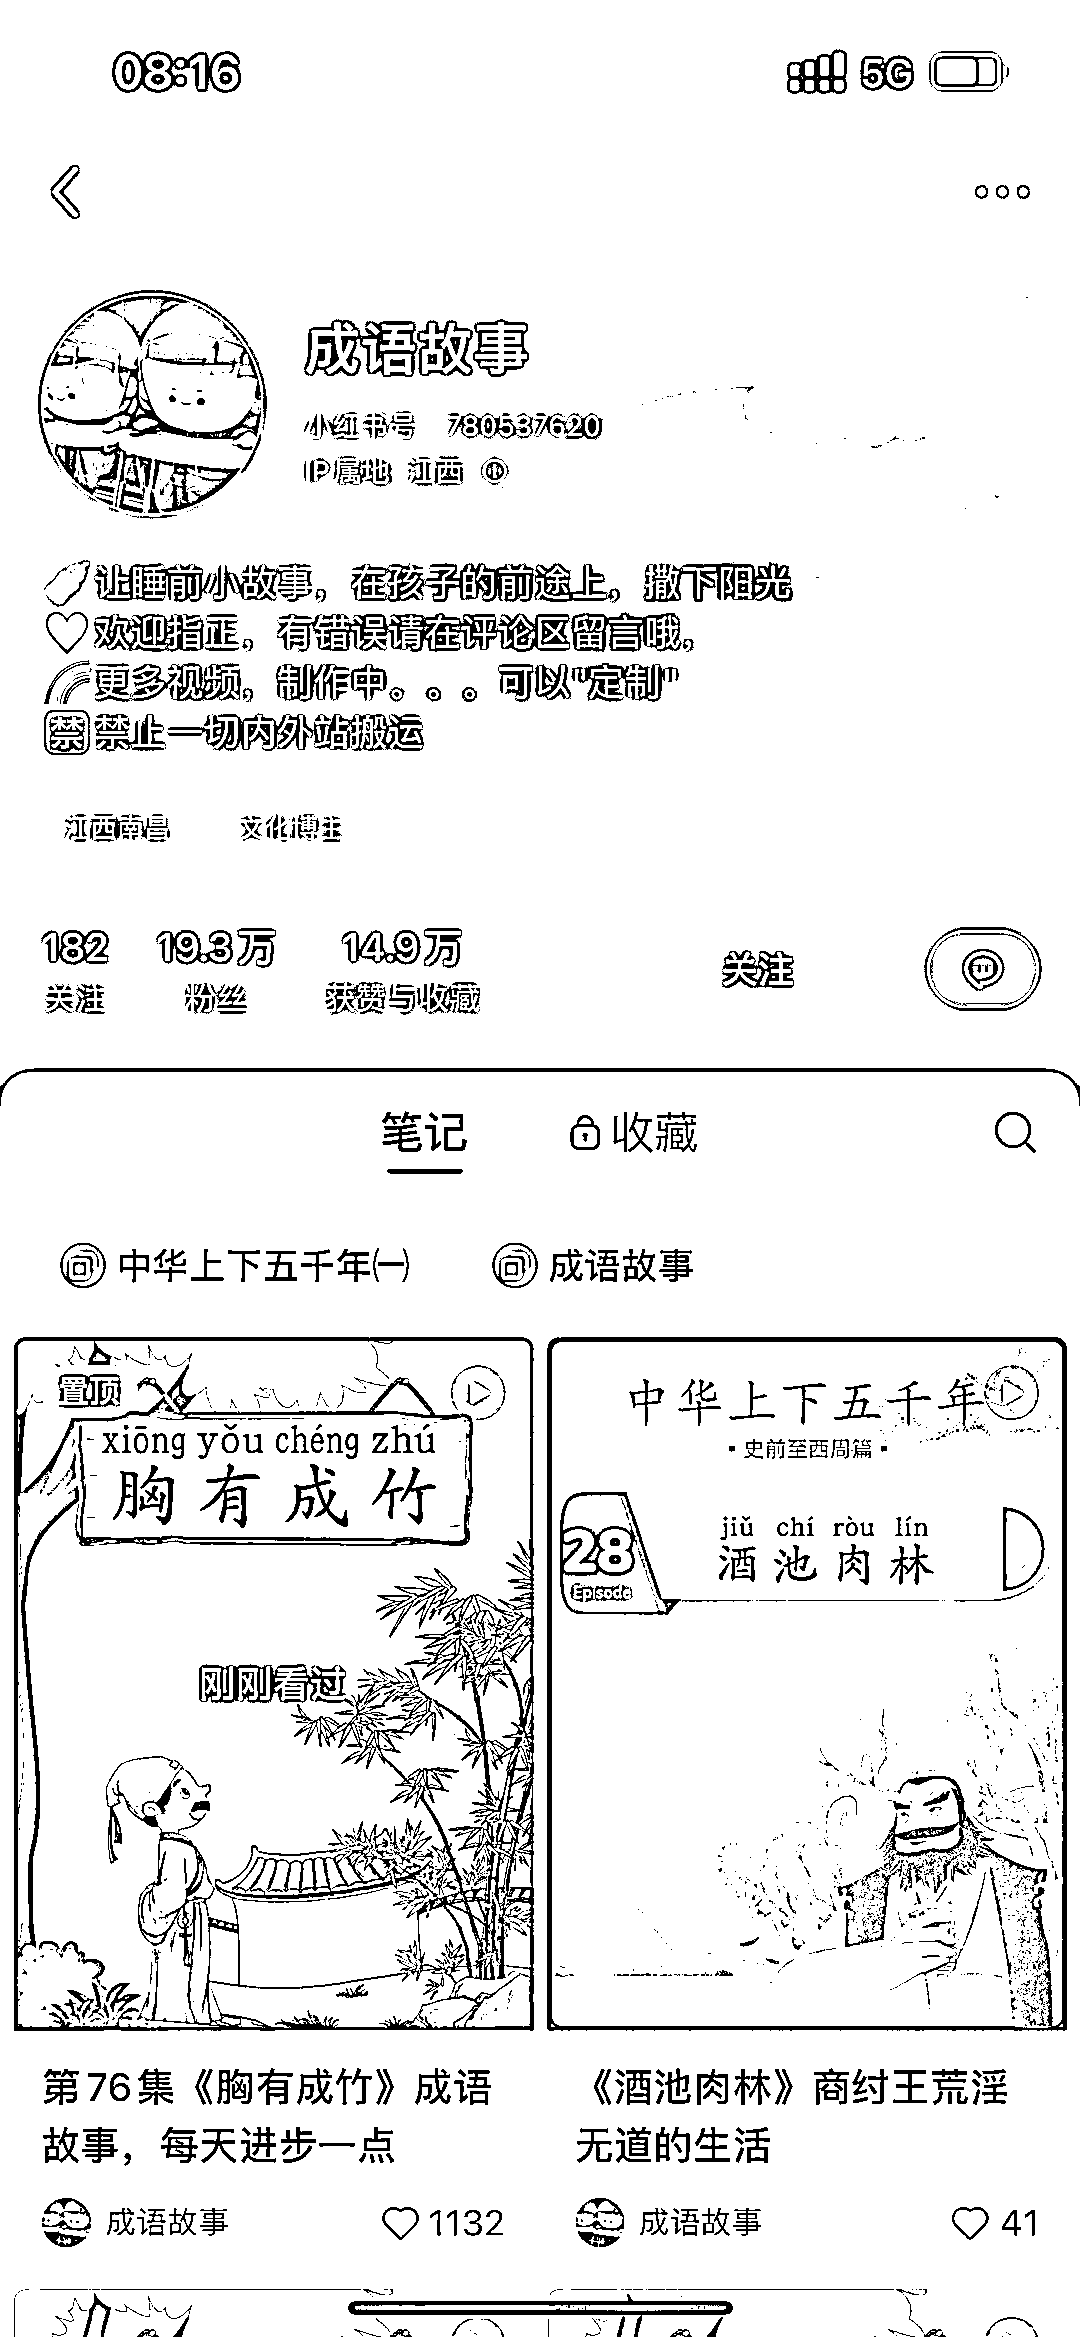 08:16
5G
成语故事
小红书号 780537620
IP属地 江西
让睡前小故事，在孩子的前途上，撒下阳光
欢迎指正，有错误请在评论区留言哦，
更多视频，制作中。。。可以"定制"
禁禁止一切内外站搬运
江西南昌 文化博主
182 19.3万 14.9万
关注 粉丝 获赞与收藏
关注
笔记 收藏
中华上下五千年㈠ 成语故事
置顶
xiōng yǒu chéng zhú
胸有成竹
刚刚看过
中华上下五千年
·史前至西周篇·
28
Episode
jiǔ chí ròu lín
酒池肉林
第76集《胸有成竹》成语
故事，每天进步一点
成语故事 1132
《酒池肉林》商纣王荒淫
无道的生活
成语故事 41